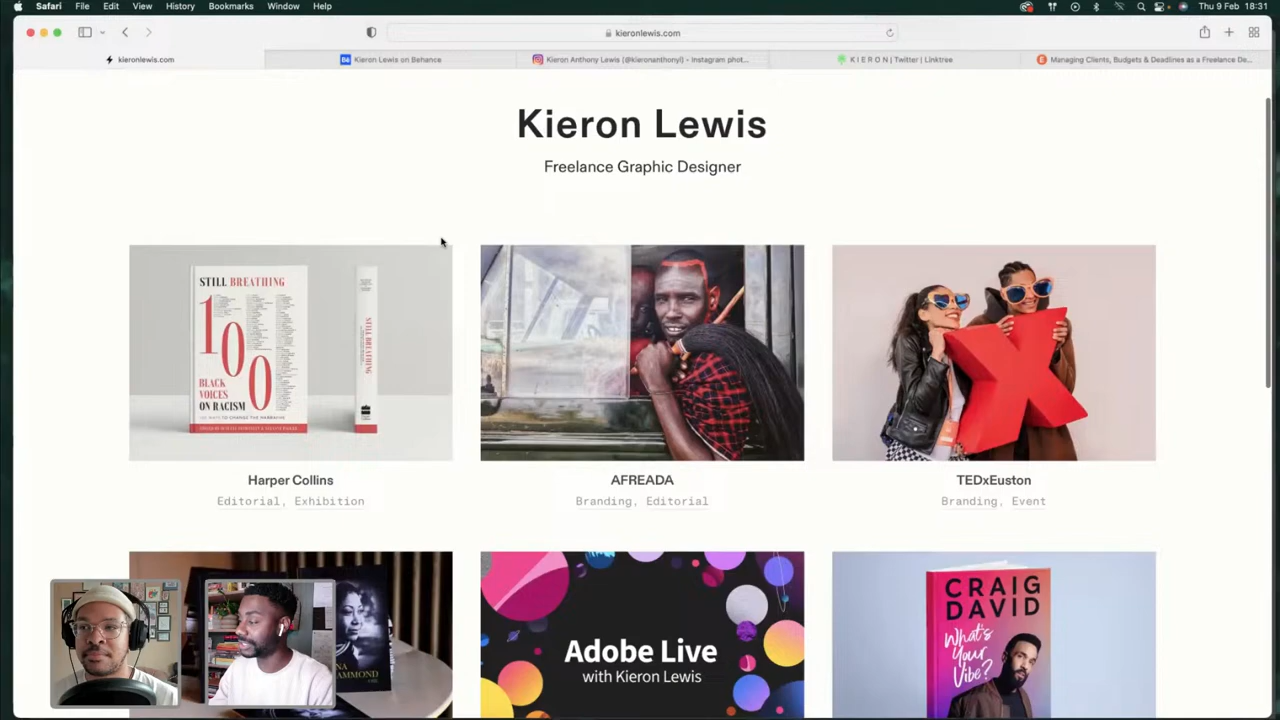 Safari File Edit View History Bookmarks Window Help
Thu 9 Feb 18:31
kieronlewis.com
kieronlewis.com
Kieron Lewis on Behance
Kieron Anthony Lewis (@kieronanthonyl) - Instagram phot...
K I E R O N | Twitter | Linktree
Managing Clients, Budgets & Deadlines as a Freelance De...
Kieron Lewis
Freelance Graphic Designer
STILL BREATHING
100
BLACK
VOICES
ON RACISM
STILL BREATHING
Harper Collins
Editorial, Exhibition
AFREADA
Branding, Editorial
X
TEDxEuston
Branding, Event
Adobe Live
with Kieron Lewis
CRAIG
DAVID
What's
Your
Vibe?